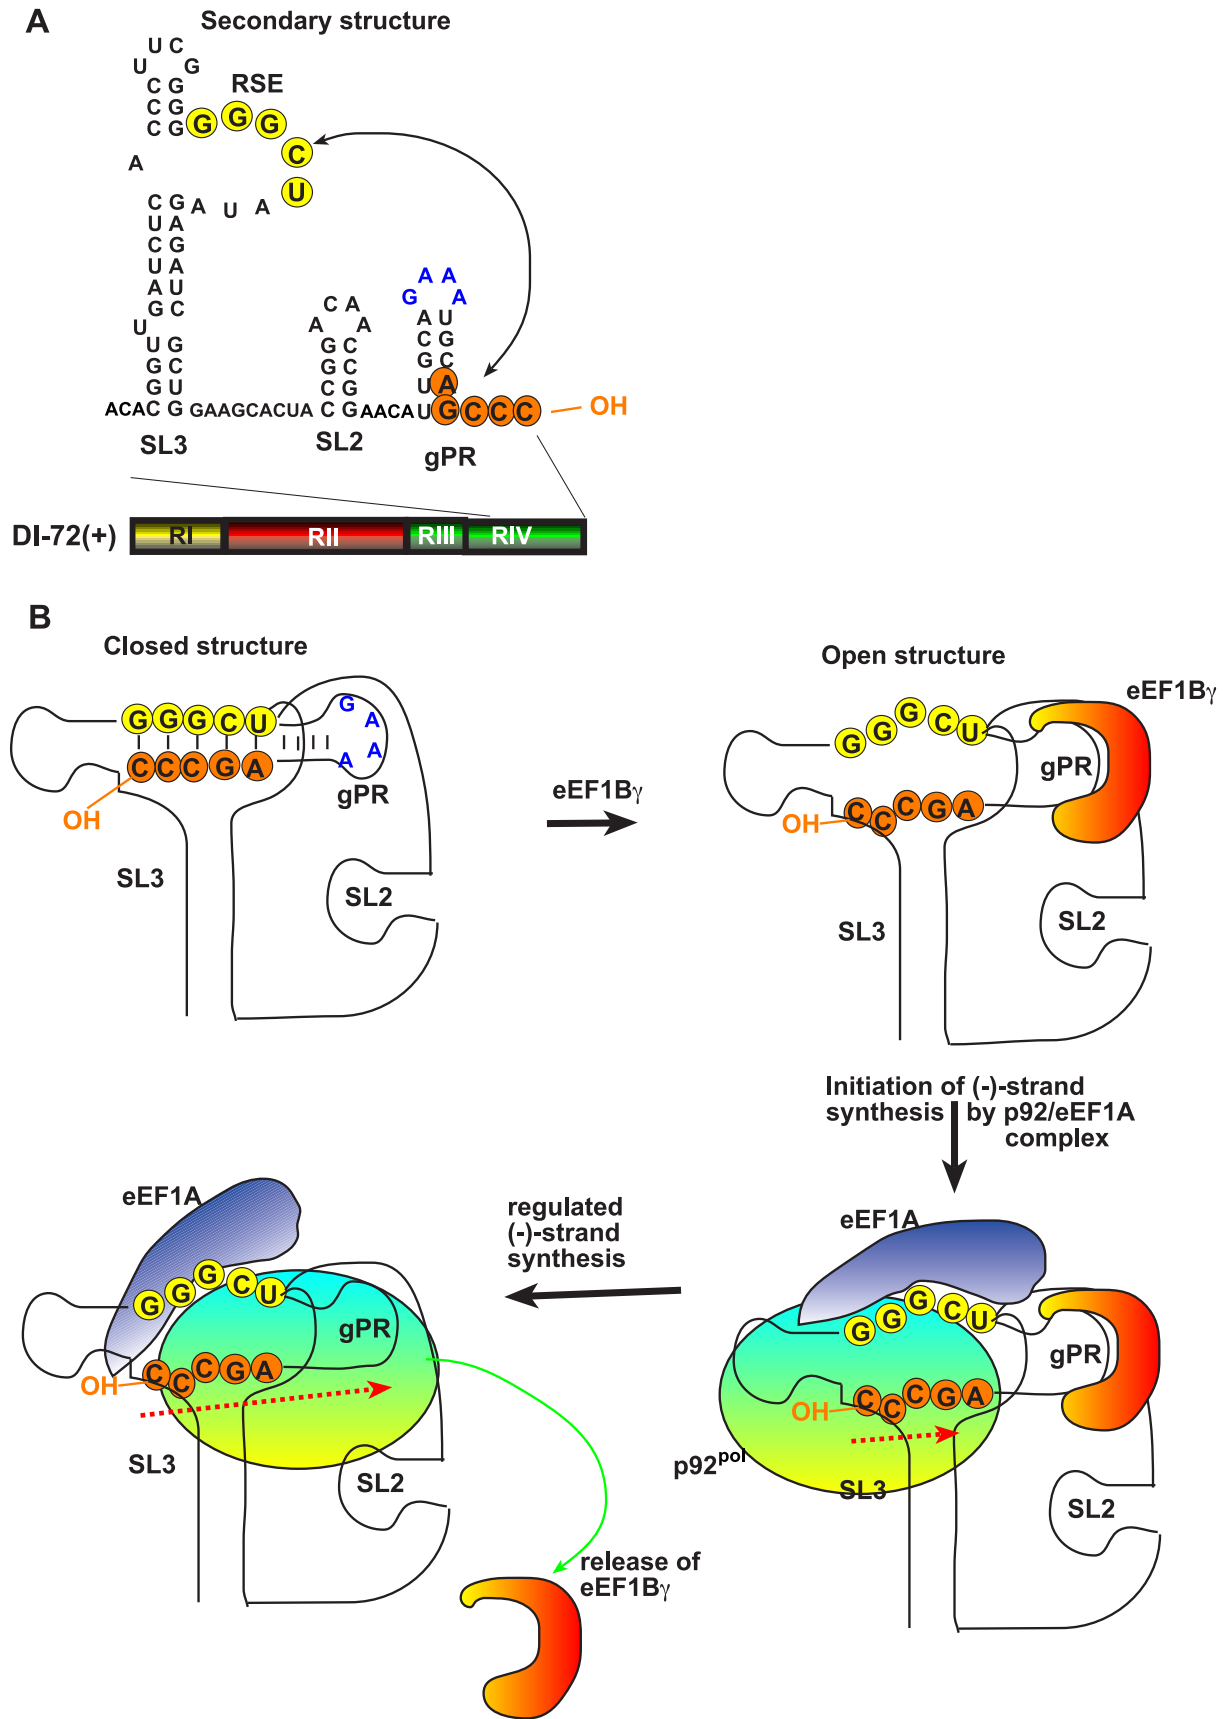 A
Secondary structure
U C
U G
C G
C G
C G
RSE
G G G C U
A
C G A U A
U A
C G
U A
A U
G C
U
U G
G C
G U
ACAC G GAAGCACUA
SL3
C A
A A
G C
G C
C G
C G
SL2
AACAU
A A
G A
A U
C G
G C
U A
G C C C
OH
gPR
DI-72(+)
RI
RII
RIII
RIV
B
Closed structure
G G G C U
C C C G A
G
A
A
A
gPR
OH
SL3
SL2
eEF1Bγ
Open structure
eEF1Bγ
G G G C U
gPR
C C C G A
OH
SL3
SL2
Initiation of (-)-strand
synthesis by p92/eEF1A
complex
eEF1A
G G G C U
gPR
C C C G A
OH
p92pol
SL3
SL2
regulated
(-)-strand
synthesis
eEF1A
G G G C U
gPR
C C C G A
OH
SL3
SL2
release of
eEF1Bγ